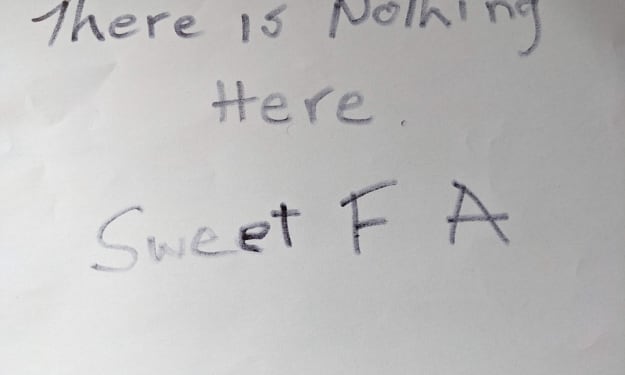 There is Nothing
Here.
Sweet F A